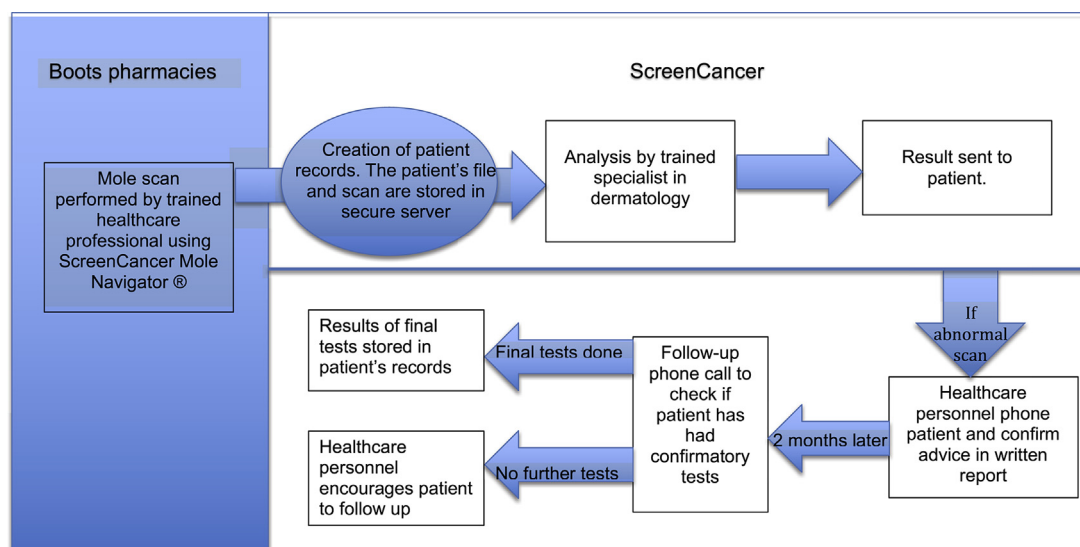 Boots pharmacies
ScreenCancer
Mole scan
performed by trained
healthcare
professional using
ScreenCancer Mole
Navigator ®
Creation of patient
records. The patient’s file
and scan are stored in
secure server
Analysis by trained
specialist in
dermatology
Result sent to
patient.
If
abnormal
scan
Healthcare
personnel phone
patient and confirm
advice in written
report
2 months later
Follow-up
phone call to
check if
patient has
had
confirmatory
tests
Final tests done
Results of final
tests stored in
patient’s records
No further tests
Healthcare
personnel
encourages patient
to follow up